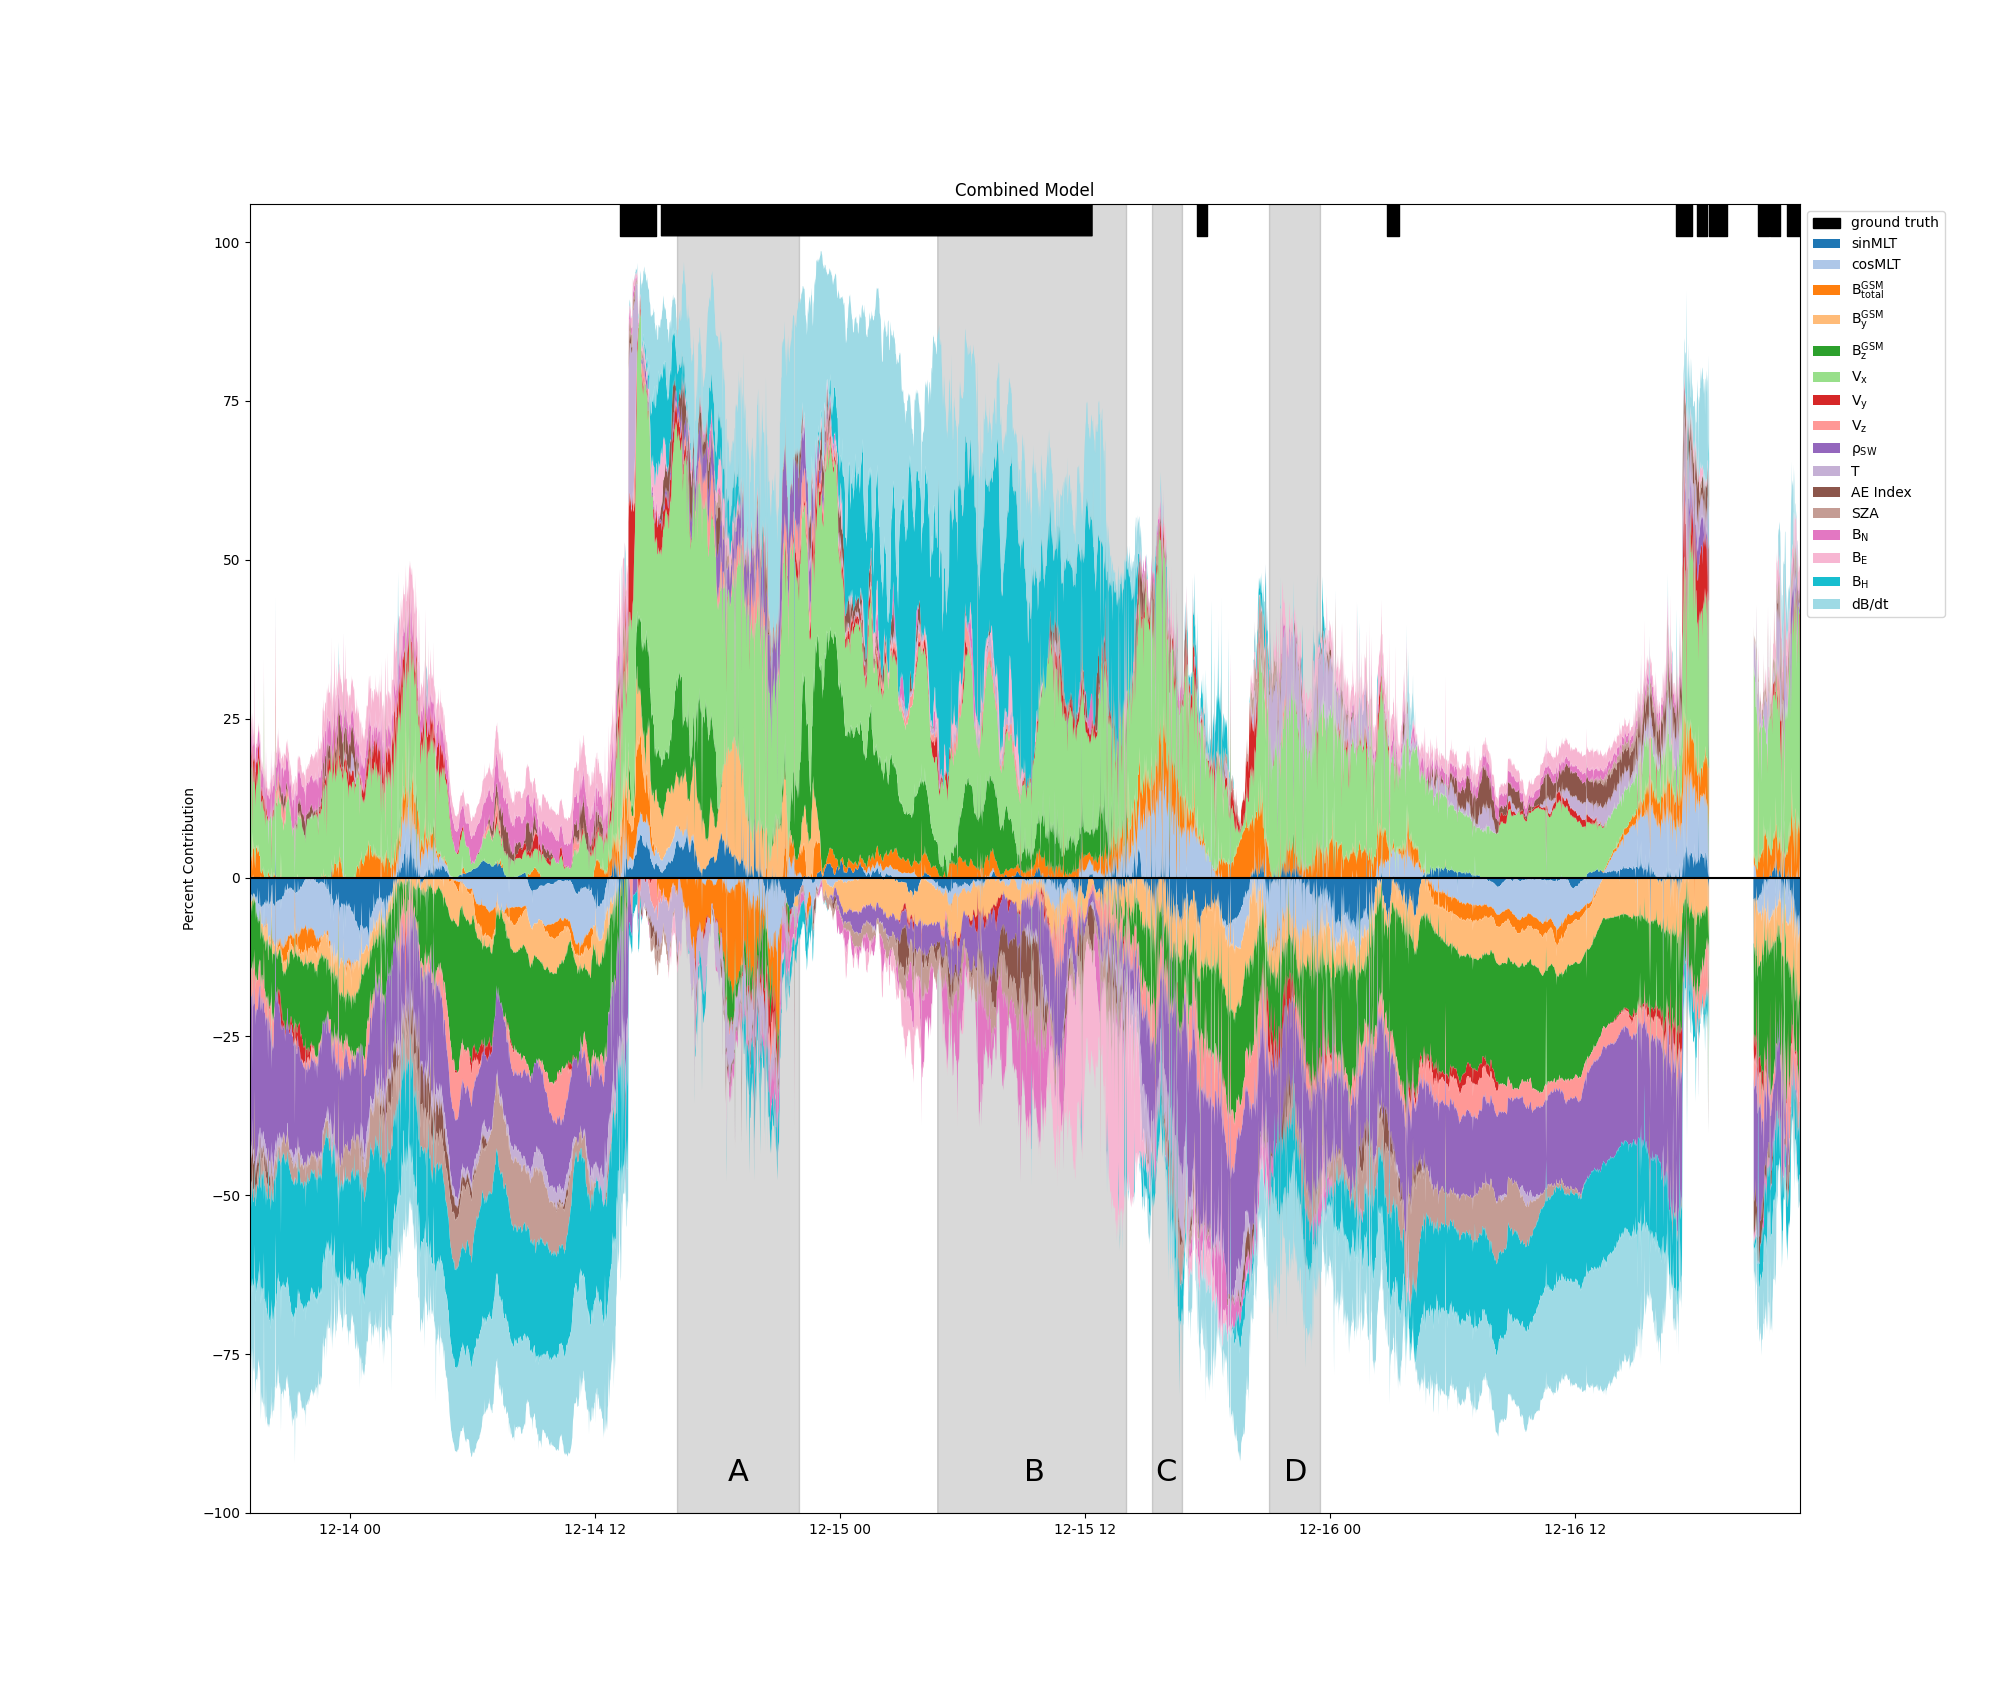 Combined Model
Percent Contribution
100
75
50
25
0
−25
−50
−75
−100
A
B
C
D
12-14 00
12-14 12
12-15 00
12-15 12
12-16 00
12-16 12
ground truth
sinMLT
cosMLT
B_total^GSM
B_y^GSM
B_z^GSM
V_x
V_y
V_z
ρ_SW
T
AE Index
SZA
B_N
B_E
B_H
dB/dt